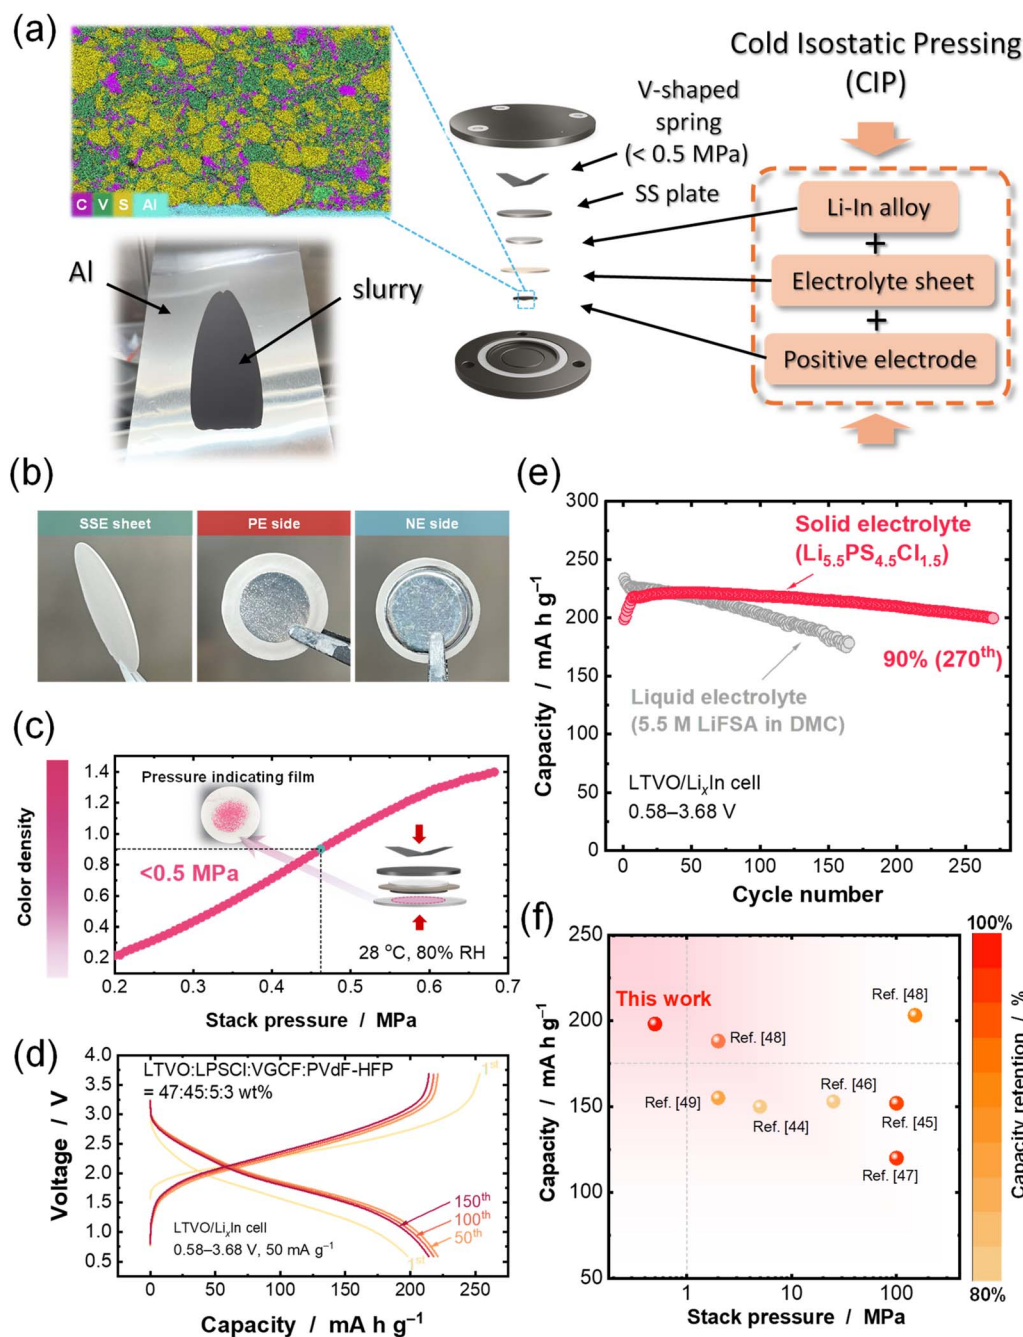 (a)
C V S Al
Al
slurry
V-shaped
spring
(< 0.5 MPa)
SS plate
Cold Isostatic Pressing
(CIP)
Li-In alloy
+
Electrolyte sheet
+
Positive electrode
(b)
SSE sheet
PE side
NE side
(c)
Color density
1.4
1.2
1.0
0.8
0.6
0.4
0.2
Pressure indicating film
<0.5 MPa
28 °C, 80% RH
0.2 0.3 0.4 0.5 0.6 0.7
Stack pressure / MPa
(d)
Voltage / V
4.0
3.5
3.0
2.5
2.0
1.5
1.0
0.5
LTVO:LPSCl:VGCF:PVdF-HFP
= 47:45:5:3 wt%
1st
150th
100th
50th
1st
LTVO/LixIn cell
0.58–3.68 V, 50 mA g⁻¹
0 50 100 150 200 250
Capacity / mA h g⁻¹
(e)
Capacity / mA h g⁻¹
300
250
200
150
100
50
0
Solid electrolyte
(Li5.5PS4.5Cl1.5)
90% (270th)
Liquid electrolyte
(5.5 M LiFSA in DMC)
LTVO/LixIn cell
0.58–3.68 V
0 50 100 150 200 250
Cycle number
(f)
Capacity / mA h g⁻¹
250
200
150
100
50
This work
Ref. [48]
Ref. [48]
Ref. [49]
Ref. [44]
Ref. [46]
Ref. [45]
Ref. [47]
1 10 100
Stack pressure / MPa
100%
Capacity retention / %
80%